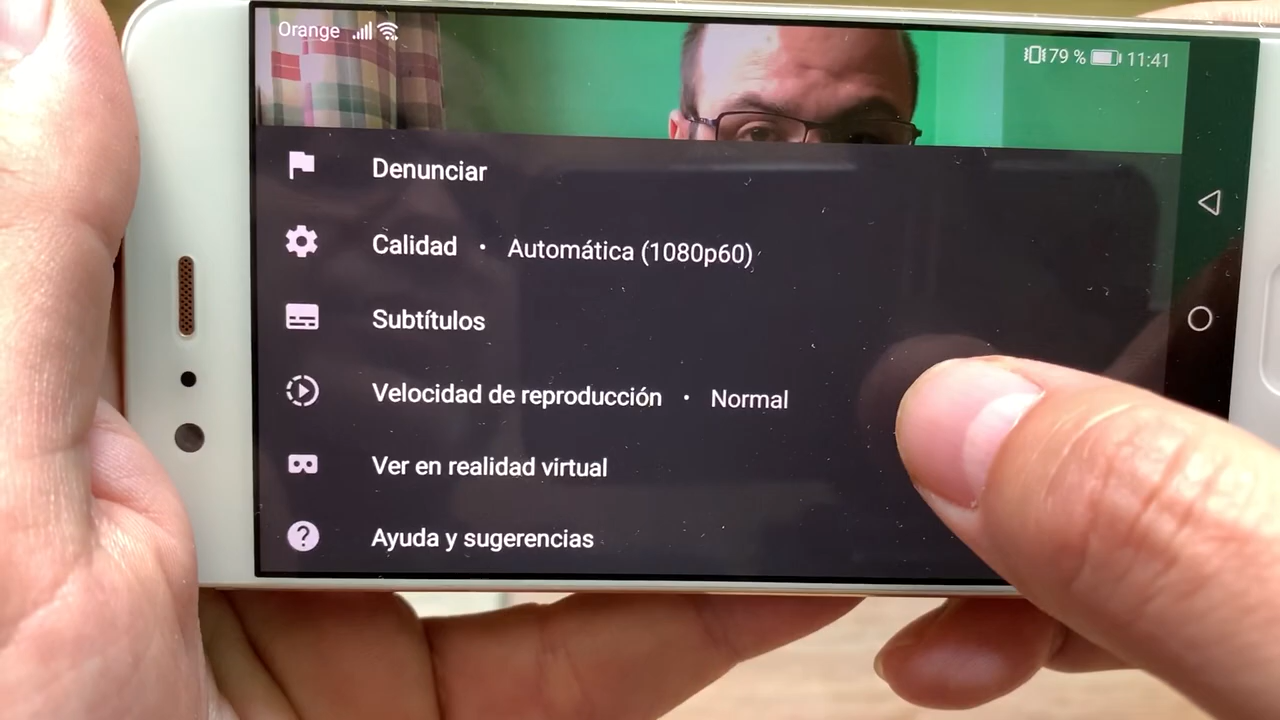 Orange
79 % 11:41
Denunciar
Calidad • Automática (1080p60)
Subtítulos
Velocidad de reproducción • Normal
Ver en realidad virtual
Ayuda y sugerencias